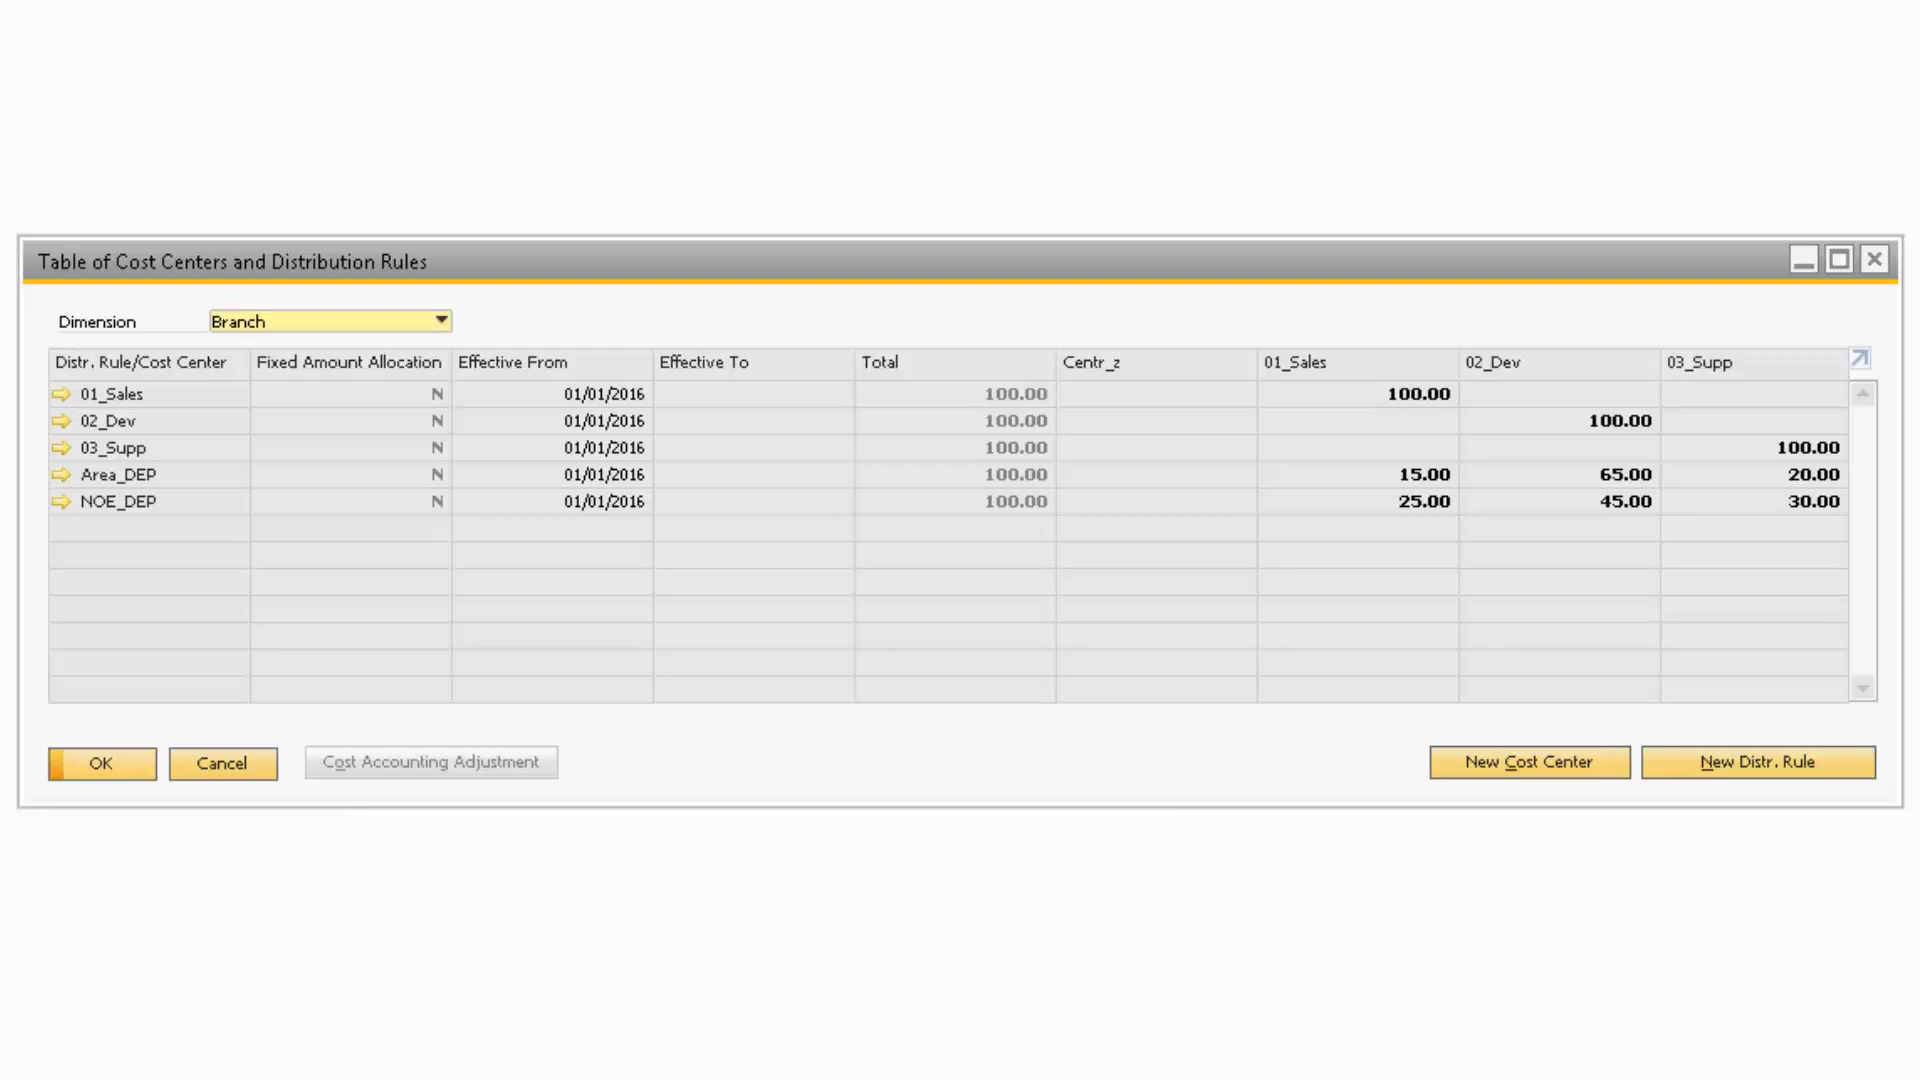 Table of Cost Centers and Distribution Rules
Dimension Branch
Distr. Rule/Cost Center Fixed Amount Allocation Effective From Effective To Total Centr_z 01_Sales 02_Dev 03_Supp
01_Sales N 01/01/2016 100.00 100.00
02_Dev N 01/01/2016 100.00 100.00
03_Supp N 01/01/2016 100.00 100.00
Area_DEP N 01/01/2016 100.00 15.00 65.00 20.00
NOE_DEP N 01/01/2016 100.00 25.00 45.00 30.00
OK Cancel Cost Accounting Adjustment New Cost Center New Distr. Rule